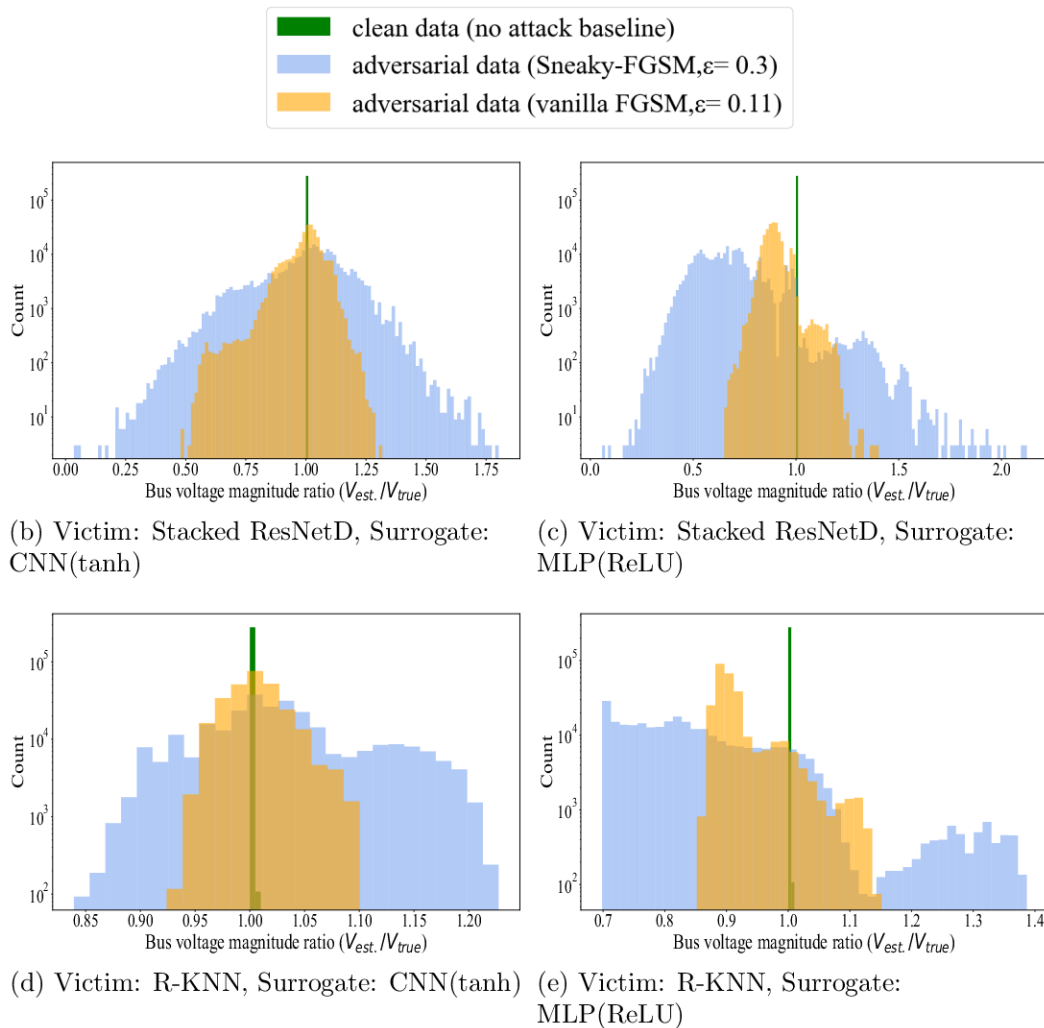 clean data (no attack baseline)
adversarial data (Sneaky-FGSM,ε= 0.3)
adversarial data (vanilla FGSM,ε= 0.11)
10^5
10^4
10^3
10^2
10^1
Count
0.00 0.25 0.50 0.75 1.00 1.25 1.50 1.75
Bus voltage magnitude ratio (V_est./V_true)
(b) Victim: Stacked ResNetD, Surrogate:
CNN(tanh)
10^5
10^4
10^3
10^2
10^1
Count
0.0 0.5 1.0 1.5 2.0
Bus voltage magnitude ratio (V_est./V_true)
(c) Victim: Stacked ResNetD, Surrogate:
MLP(ReLU)
10^5
10^4
10^3
10^2
Count
0.85 0.90 0.95 1.00 1.05 1.10 1.15 1.20
Bus voltage magnitude ratio (V_est./V_true)
(d) Victim: R-KNN, Surrogate: CNN(tanh)
10^5
10^4
10^3
10^2
Count
0.7 0.8 0.9 1.0 1.1 1.2 1.3 1.4
Bus voltage magnitude ratio (V_est./V_true)
(e) Victim: R-KNN, Surrogate:
MLP(ReLU)